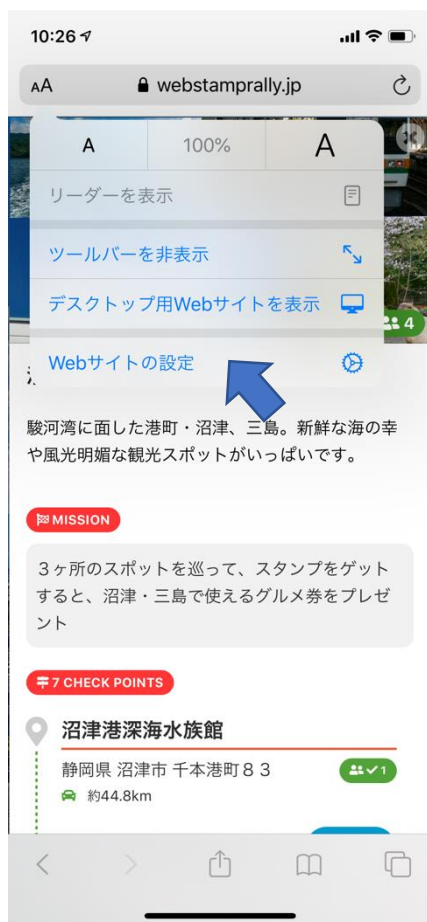 10:26
AA webstamprally.jp
A 100% A
リーダーを表示
ツールバーを非表示
デスクトップ用Webサイトを表示
4
Webサイトの設定
駿河湾に面した港町・沼津、三島。新鮮な海の幸
や風光明媚な観光スポットがいっぱいです。
MISSION
３ヶ所のスポットを巡って、スタンプをゲット
すると、沼津・三島で使えるグルメ券をプレゼ
ント
7 CHECK POINTS
沼津港深海水族館
静岡県 沼津市 千本港町８３
1
約44.8km